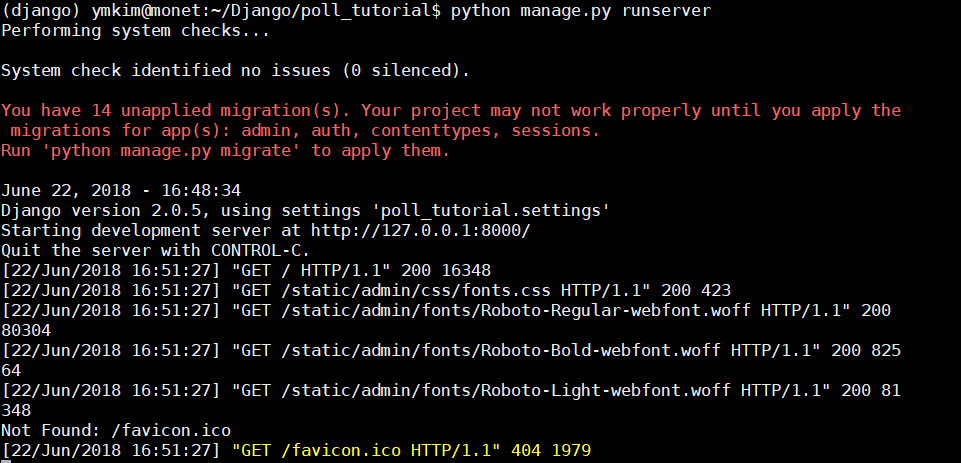 (django) ymkim@monet:~/Django/poll_tutorial$ python manage.py runserver
Performing system checks...
System check identified no issues (0 silenced).
You have 14 unapplied migration(s). Your project may not work properly until you apply the
 migrations for app(s): admin, auth, contenttypes, sessions.
Run 'python manage.py migrate' to apply them.
June 22, 2018 - 16:48:34
Django version 2.0.5, using settings 'poll_tutorial.settings'
Starting development server at http://127.0.0.1:8000/
Quit the server with CONTROL-C.
[22/Jun/2018 16:51:27] "GET / HTTP/1.1" 200 16348
[22/Jun/2018 16:51:27] "GET /static/admin/css/fonts.css HTTP/1.1" 200 423
[22/Jun/2018 16:51:27] "GET /static/admin/fonts/Roboto-Regular-webfont.woff HTTP/1.1" 200
80304
[22/Jun/2018 16:51:27] "GET /static/admin/fonts/Roboto-Bold-webfont.woff HTTP/1.1" 200 825
64
[22/Jun/2018 16:51:27] "GET /static/admin/fonts/Roboto-Light-webfont.woff HTTP/1.1" 200 81
348
Not Found: /favicon.ico
[22/Jun/2018 16:51:27] "GET /favicon.ico HTTP/1.1" 404 1979